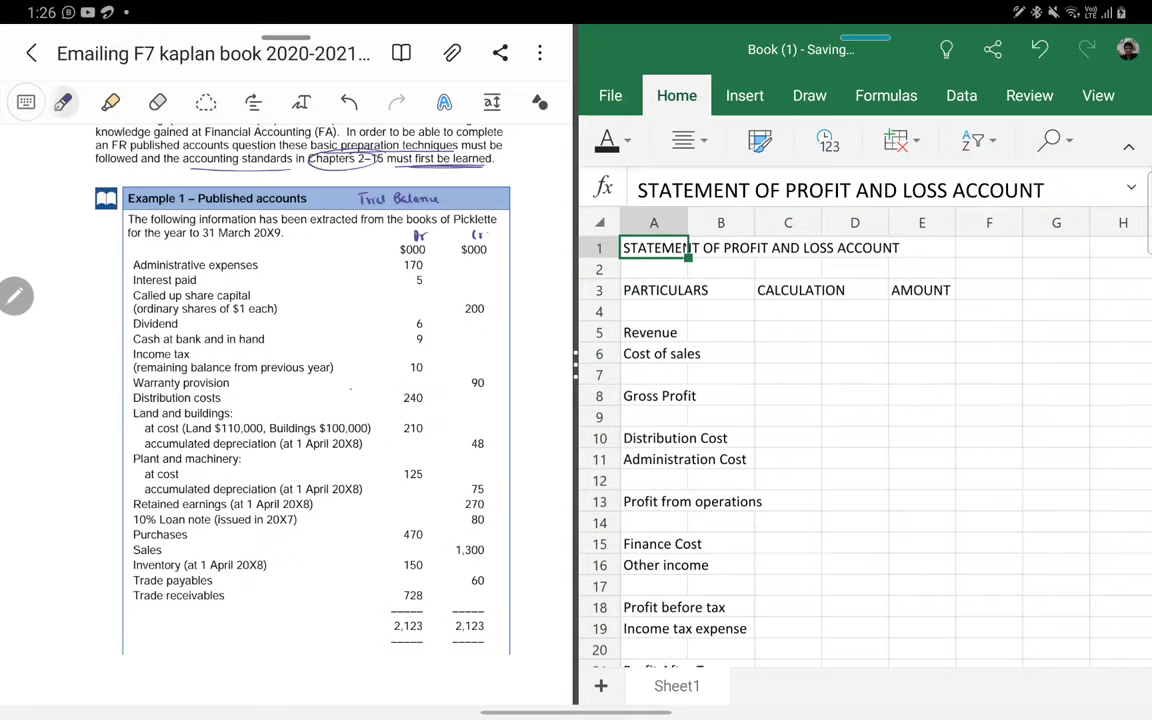 1:26
VoI)
LTE
Emailing F7 kaplan book 2020-2021...
knowledge gained at Financial Accounting (FA). In order to be able to complete
an FR published accounts question these basic preparation techniques must be
followed and the accounting standards in Chapters 2–15 must first be learned.
Example 1 – Published accounts Trial Balance
The following information has been extracted from the books of Picklette
for the year to 31 March 20X9.
Dr Cr
$000 $000
Administrative expenses 170
Interest paid 5
Called up share capital
(ordinary shares of $1 each) 200
Dividend 6
Cash at bank and in hand 9
Income tax
(remaining balance from previous year) 10
Warranty provision 90
Distribution costs 240
Land and buildings:
at cost (Land $110,000, Buildings $100,000) 210
accumulated depreciation (at 1 April 20X8) 48
Plant and machinery:
at cost 125
accumulated depreciation (at 1 April 20X8) 75
Retained earnings (at 1 April 20X8) 270
10% Loan note (issued in 20X7) 80
Purchases 470
Sales 1,300
Inventory (at 1 April 20X8) 150
Trade payables 60
Trade receivables 728
2,123 2,123
Book (1) - Saving...
File Home Insert Draw Formulas Data Review View
A 123 A Z
fx STATEMENT OF PROFIT AND LOSS ACCOUNT
A B C D E F G H
1 STATEMENT OF PROFIT AND LOSS ACCOUNT
2
3 PARTICULARS CALCULATION AMOUNT
4
5 Revenue
6 Cost of sales
7
8 Gross Profit
9
10 Distribution Cost
11 Administration Cost
12
13 Profit from operations
14
15 Finance Cost
16 Other income
17
18 Profit before tax
19 Income tax expense
20
Sheet1